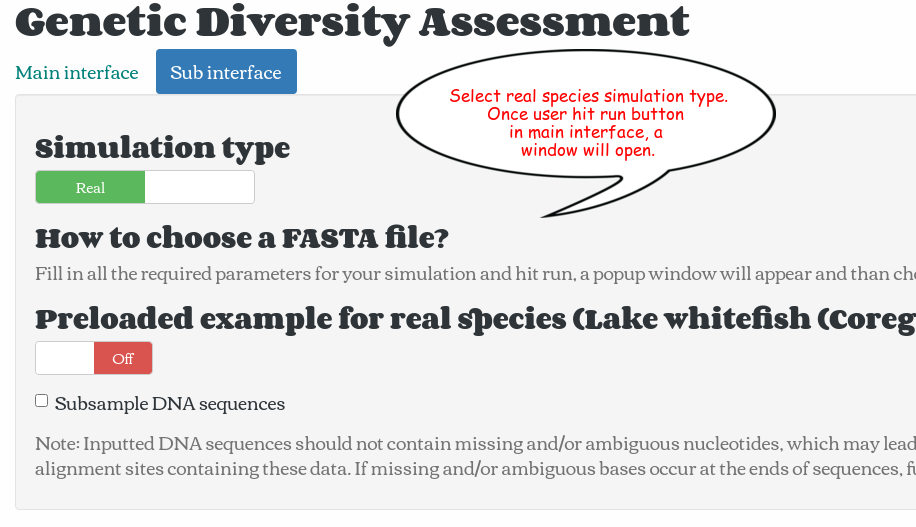 Genetic Diversity Assessment
Main interface
Sub interface
Select real species simulation type.
Once user hit run button
in main interface, a
window will open.
Simulation type
Real
How to choose a FASTA file?
Fill in all the required parameters for your simulation and hit run, a popup window will appear and than
Preloaded example for real species (Lake whitefish (Coreg
Off
Subsample DNA sequences
Note: Inputted DNA sequences should not contain missing and/or ambiguous nucleotides, which may lead
alignment sites containing these data. If missing and/or ambiguous bases occur at the ends of sequences,